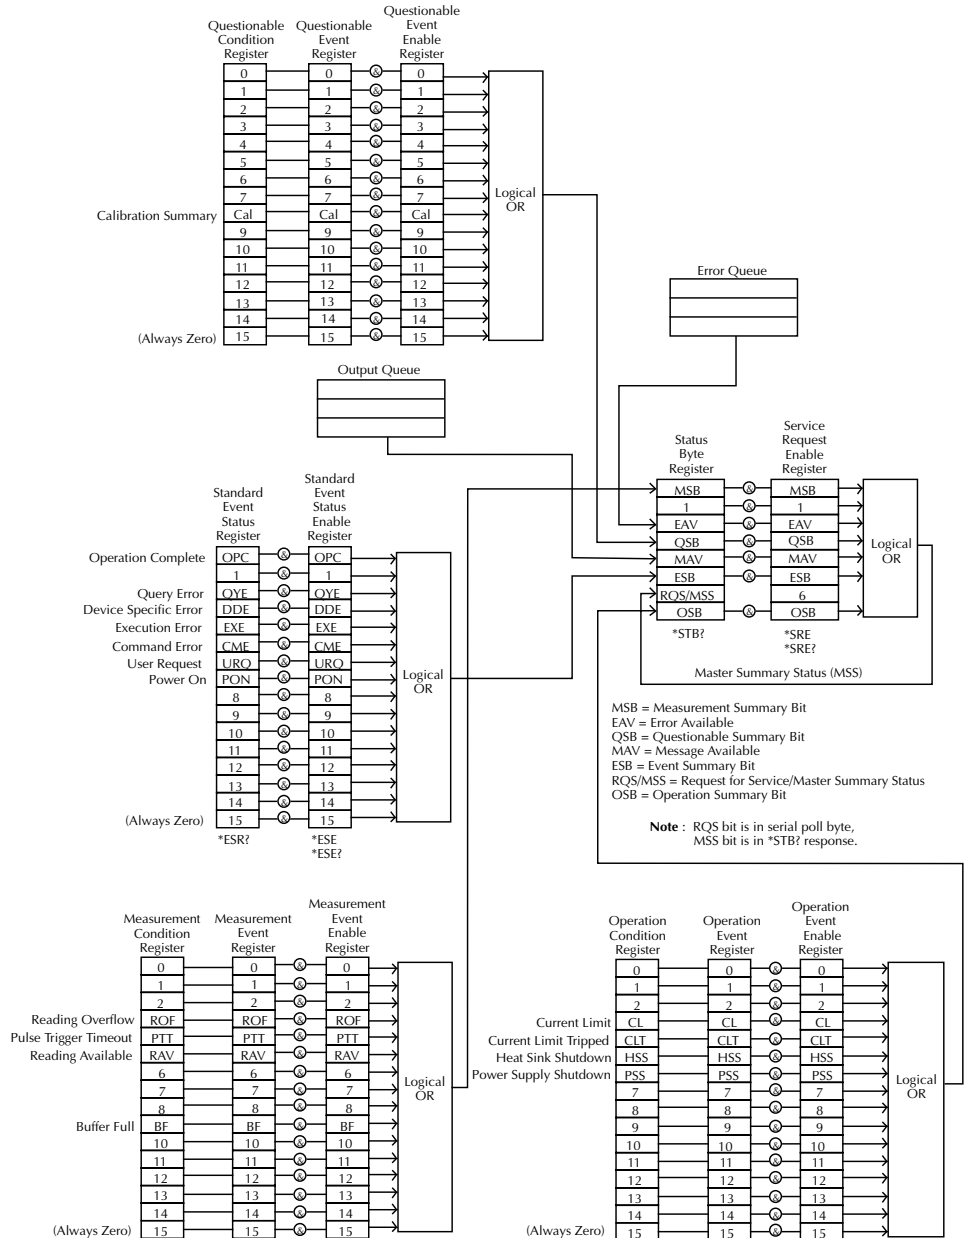 Questionable
Condition
Register
Questionable
Event
Register
Questionable
Event
Enable
Register
0 & 0 & 0
0 0 & 0
1 1 & 1
2 2 & 2
3 3 & 3
4 4 & 4
5 5 & 5
6 6 & 6
7 7 & 7
Calibration Summary Cal Cal & Cal
9 9 & 9
10 10 & 10
11 11 & 11
12 12 & 12
13 13 & 13
14 14 & 14
(Always Zero) 15 15 & 15
Logical
OR
Error Queue
Output Queue
Status
Byte
Register
Service
Request
Enable
Register
MSB & MSB
1 & 1
EAV & EAV
QSB & QSB
MAV & MAV
ESB & ESB
RQS/MSS 6
OSB & OSB
*STB?
*SRE
*SRE?
Logical
OR
Master Summary Status (MSS)
Standard
Event
Status
Register
Standard
Event
Status
Enable
Register
Operation Complete OPC & OPC
1 & 1
Query Error QYE & QYE
Device Specific Error DDE & DDE
Execution Error EXE & EXE
Command Error CME & CME
User Request URQ & URQ
Power On PON & PON
8 & 8
9 & 9
10 & 10
11 & 11
12 & 12
13 & 13
14 & 14
(Always Zero) 15 & 15
*ESR?
*ESE
*ESE?
Logical
OR
MSB = Measurement Summary Bit
EAV = Error Available
QSB = Questionable Summary Bit
MAV = Message Available
ESB = Event Summary Bit
RQS/MSS = Request for Service/Master Summary Status
OSB = Operation Summary Bit
Note : RQS bit is in serial poll byte,
MSS bit is in *STB? response.
Measurement
Condition
Register
Measurement
Event
Register
Measurement
Event
Enable
Register
0 0 & 0
1 1 & 1
2 2 & 2
Reading Overflow ROF ROF & ROF
Pulse Trigger Timeout PTT PTT & PTT
Reading Available RAV RAV & RAV
6 6 & 6
7 7 & 7
8 8 & 8
Buffer Full BF BF & BF
10 10 & 10
11 11 & 11
12 12 & 12
13 13 & 13
14 14 & 14
(Always Zero) 15 15 & 15
Logical
OR
Operation
Condition
Register
Operation
Event
Register
Operation
Event
Enable
Register
0 0 & 0
1 1 & 1
2 2 & 2
Current Limit CL CL & CL
Current Limit Tripped CLT CLT & CLT
Heat Sink Shutdown HSS HSS & HSS
Power Supply Shutdown PSS PSS & PSS
7 7 & 7
8 8 & 8
9 9 & 9
10 10 & 10
11 11 & 11
12 12 & 12
13 13 & 13
14 14 & 14
(Always Zero) 15 15 & 15
Logical
OR